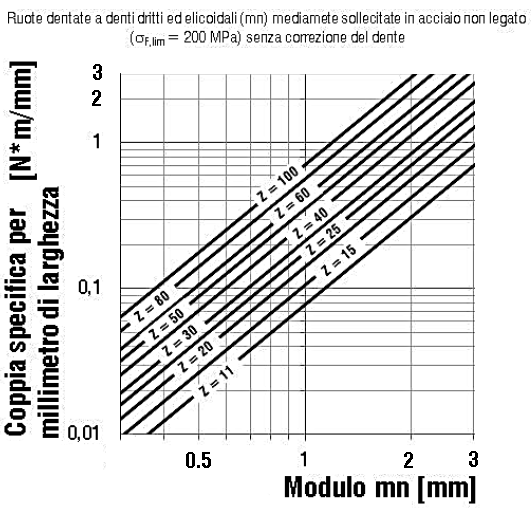 Ruote dentate a denti dritti ed elicoidali (mn) mediamete sollecitate in acciaio non legato
(σF,lim = 200 MPa) senza correzione del dente
Coppia specifica per [N*m/mm]
millimetro di larghezza
3
2
1
0,1
0,01
Z = 100
Z = 60
Z = 40
Z = 25
Z = 15
Z = 80
Z = 50
Z = 30
Z = 20
Z = 11
0.5
1
2
3
Modulo mn [mm]